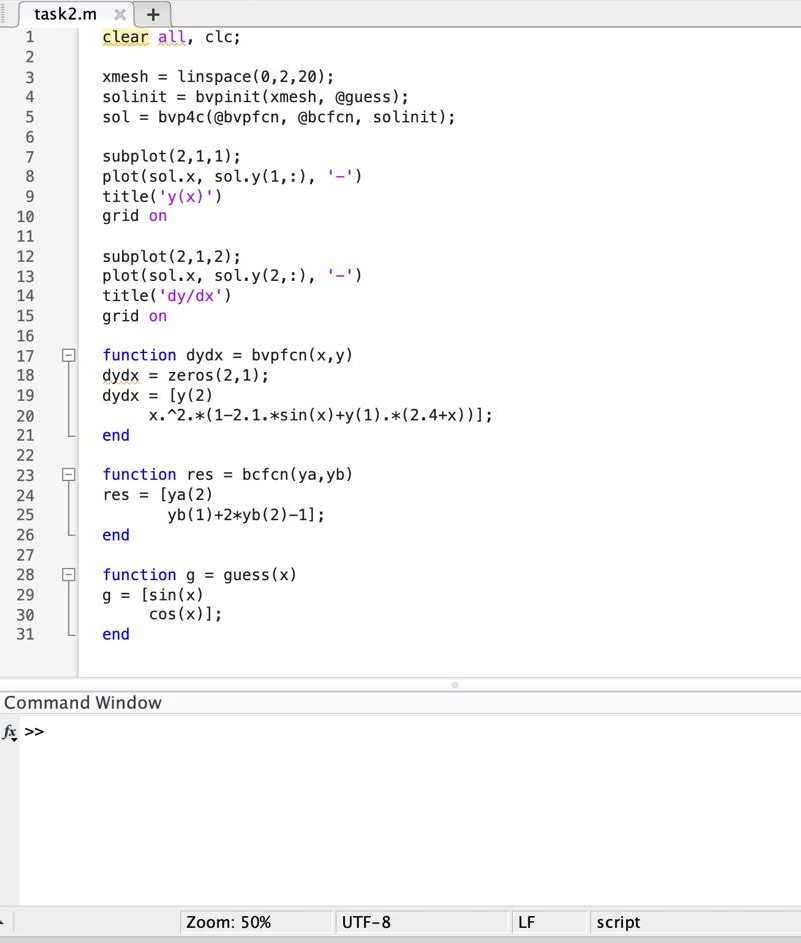 task2.m × +
1 clear all, clc;
2
3 xmesh = linspace(0,2,20);
4 solinit = bvpinit(xmesh, @guess);
5 sol = bvp4c(@bvpfcn, @bcfcn, solinit);
6
7 subplot(2,1,1);
8 plot(sol.x, sol.y(1,:), '-')
9 title('y(x)')
10 grid on
11
12 subplot(2,1,2);
13 plot(sol.x, sol.y(2,:), '-')
14 title('dy/dx')
15 grid on
16
17 function dydx = bvpfcn(x,y)
18 dydx = zeros(2,1);
19 dydx = [y(2)
20 x.^2.*(1-2.1.*sin(x)+y(1).*(2.4+x))];
21 end
22
23 function res = bcfcn(ya,yb)
24 res = [ya(2)
25 yb(1)+2*yb(2)-1];
26 end
27
28 function g = guess(x)
29 g = [sin(x)
30 cos(x)];
31 end
Command Window
fx >>
Zoom: 50% UTF-8 LF script